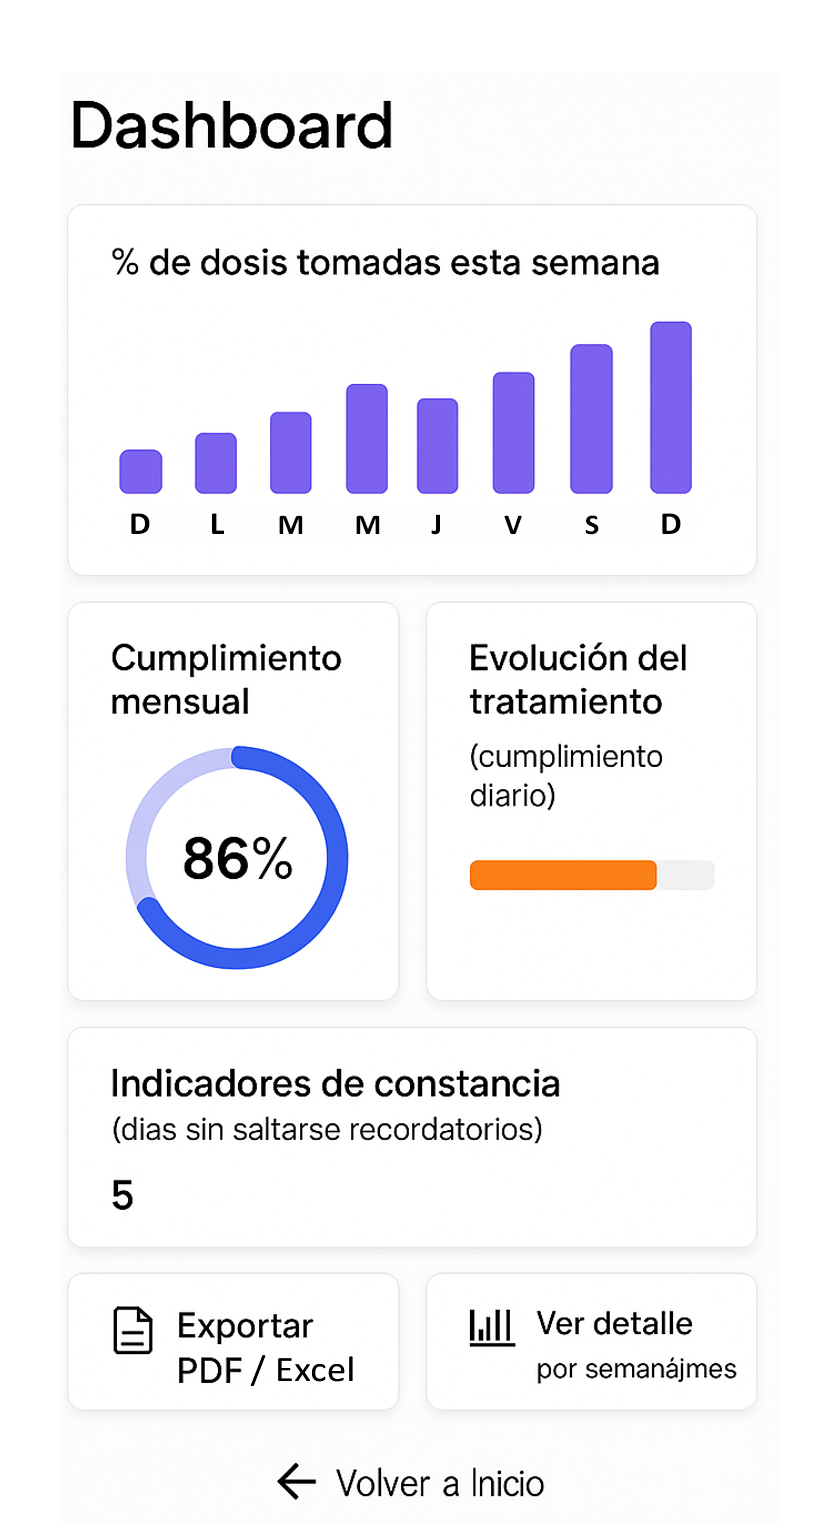 Dashboard
% de dosis tomadas esta semana
D L M M J V S D
Cumplimiento
mensual
86%
Evolución del
tratamiento
(cumplimiento
diario)
Indicadores de constancia
(dias sin saltarse recordatorios)
5
Exportar
PDF / Excel
Ver detalle
por semanájmes
← Volver a Inicio